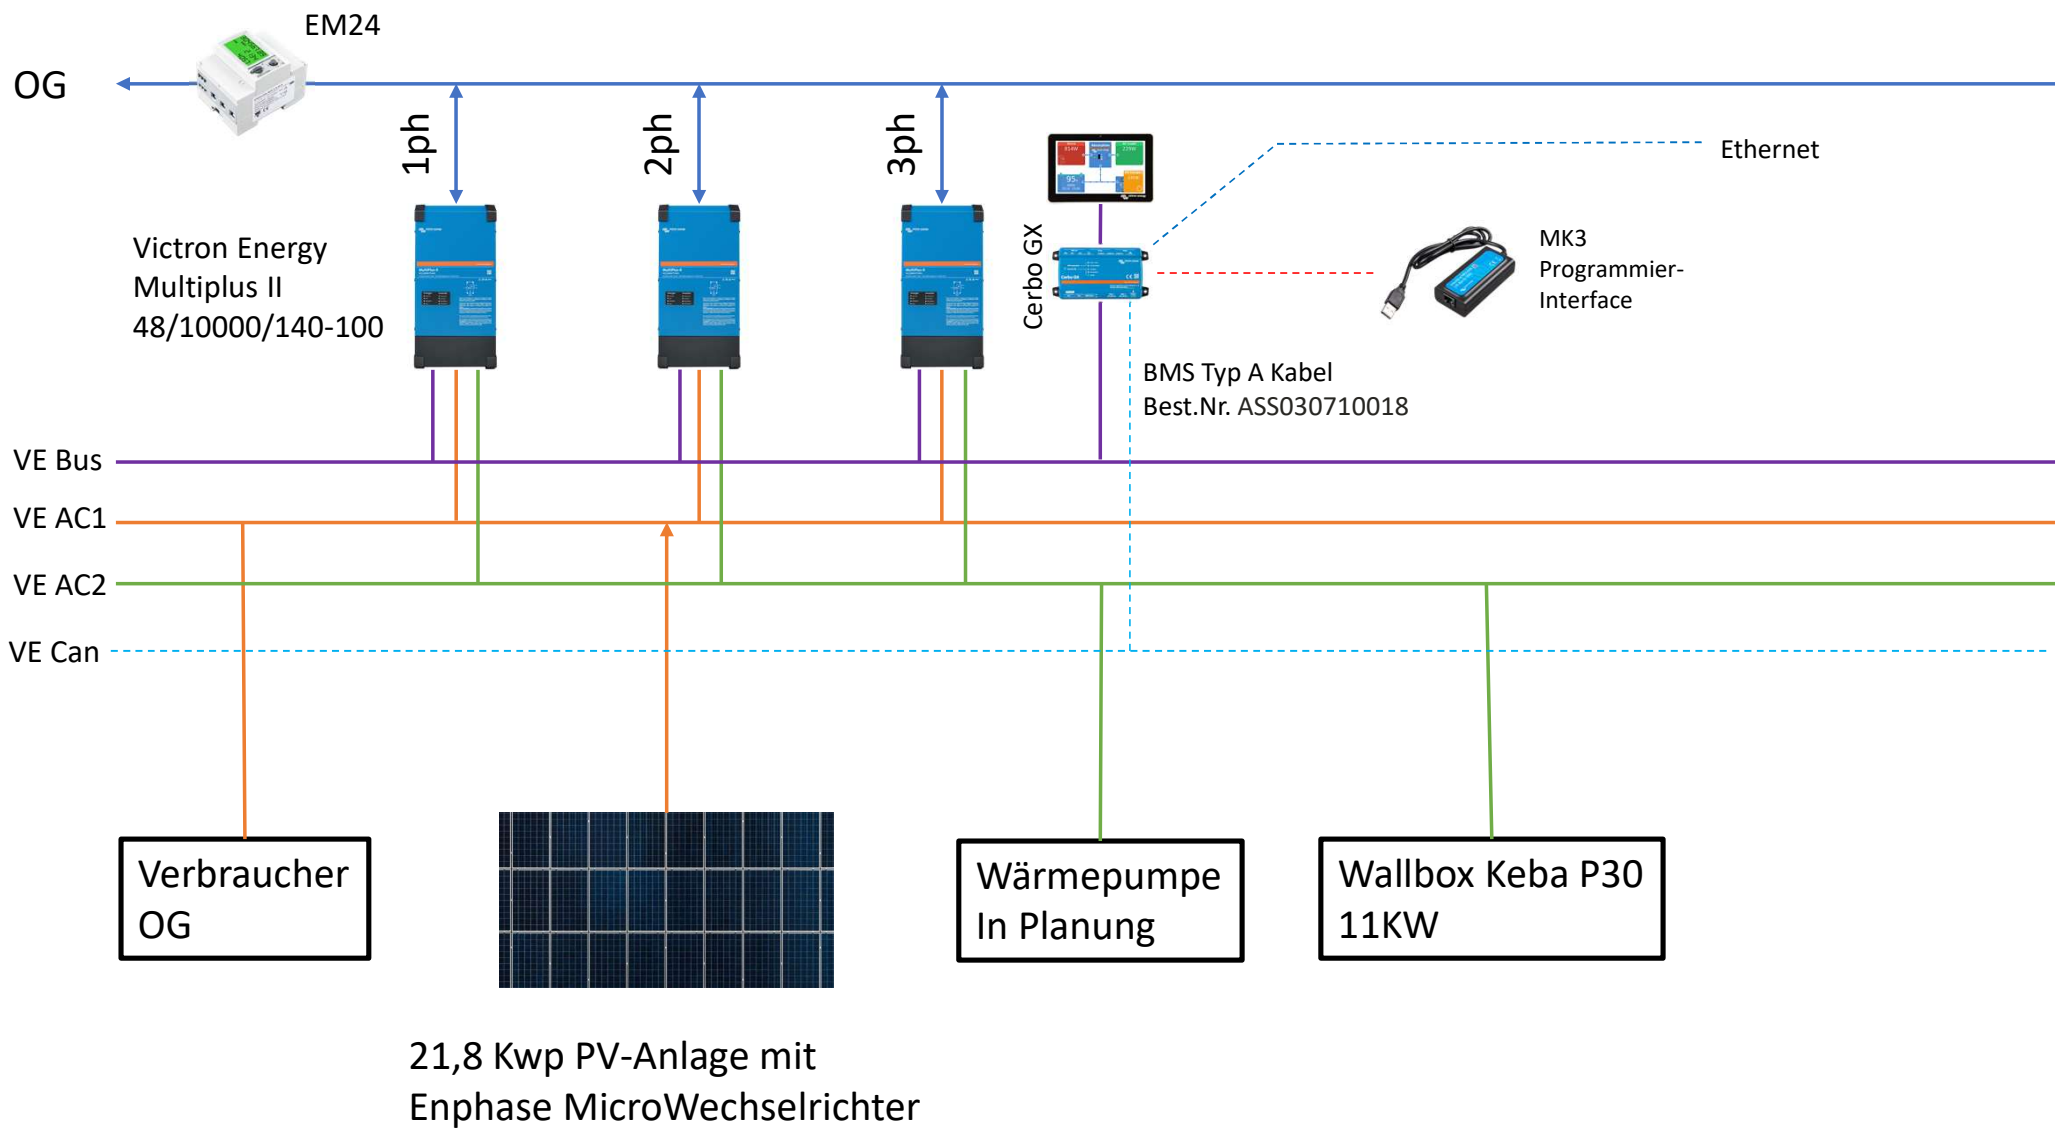 EM24
OG
1ph
2ph
3ph
Ethernet
Victron Energy
Multiplus II
48/10000/140-100
Cerbo GX
MK3
Programmier-
Interface
BMS Typ A Kabel
Best.Nr. ASS030710018
VE Bus
VE AC1
VE AC2
VE Can
Verbraucher
OG
Wärmepumpe
In Planung
Wallbox Keba P30
11KW
21,8 Kwp PV-Anlage mit
Enphase MicroWechselrichter